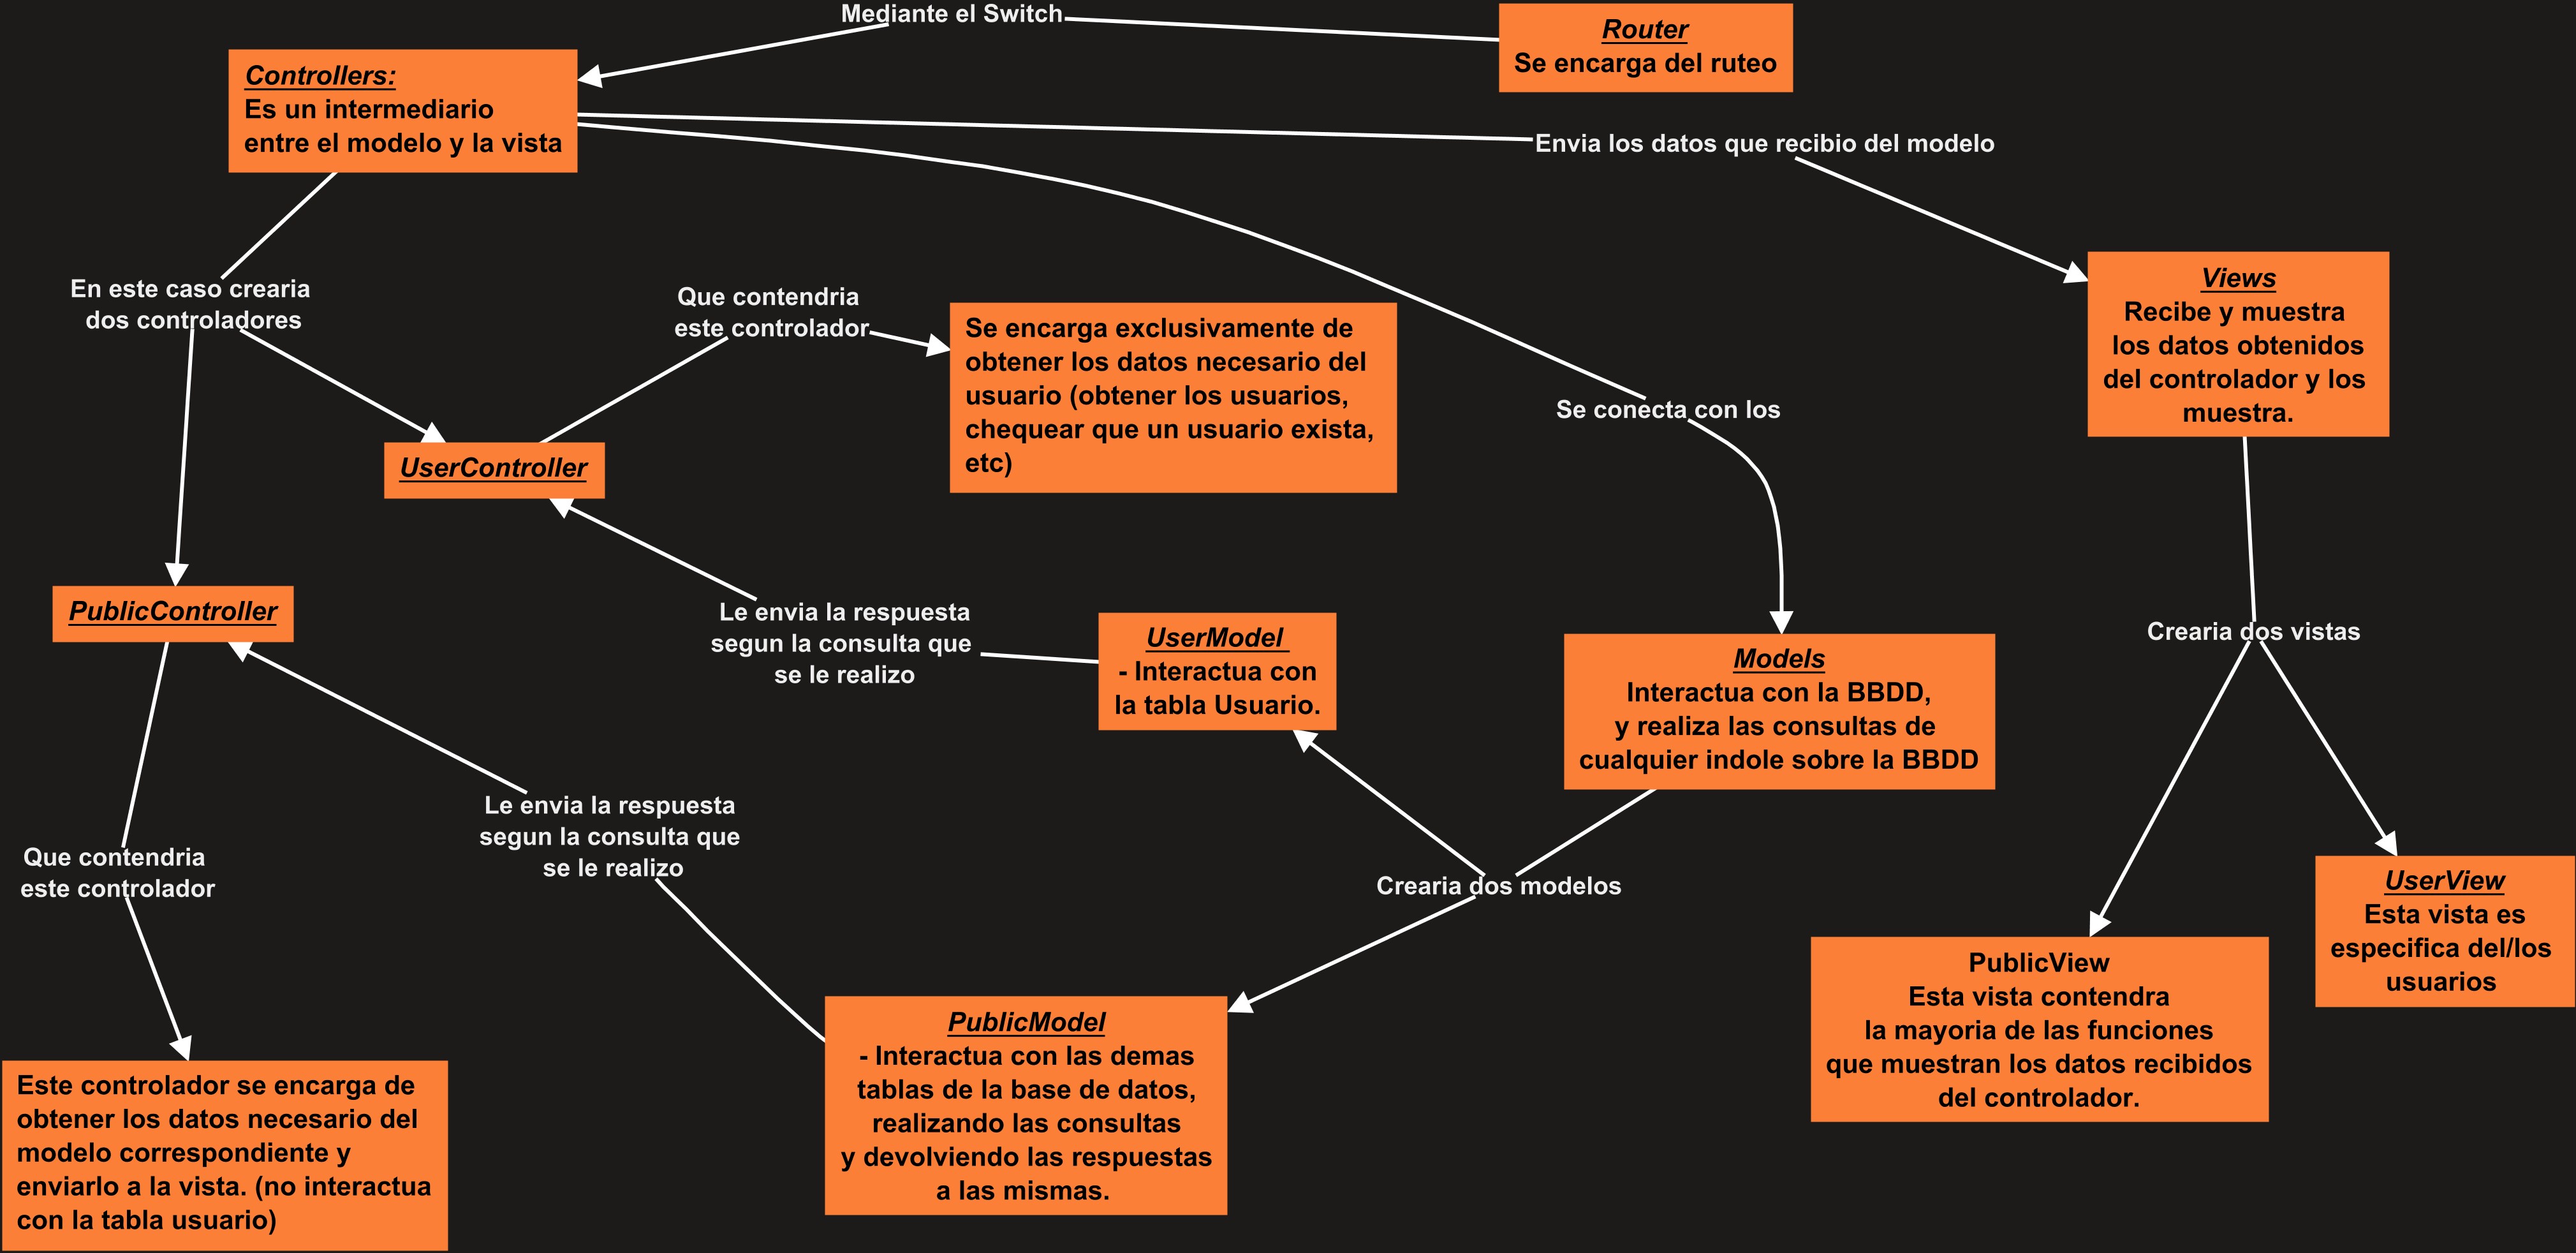 Mediante el Switch
Router
Se encarga del ruteo
Controllers:
Es un intermediario
entre el modelo y la vista
Envia los datos que recibio del modelo
En este caso crearia
dos controladores
Que contendria
este controlador
Se encarga exclusivamente de
obtener los datos necesario del
usuario (obtener los usuarios,
chequear que un usuario exista,
etc)
Views
Recibe y muestra
los datos obtenidos
del controlador y los
muestra.
Se conecta con los
UserController
PublicController
Le envia la respuesta
segun la consulta que
se le realizo
UserModel
- Interactua con
la tabla Usuario.
Models
Interactua con la BBDD,
y realiza las consultas de
cualquier indole sobre la BBDD
Crearia dos vistas
Que contendria
este controlador
Le envia la respuesta
segun la consulta que
se le realizo
Crearia dos modelos
UserView
Esta vista es
especifica del/los
usuarios
PublicView
Esta vista contendra
la mayoria de las funciones
que muestran los datos recibidos
del controlador.
PublicModel
- Interactua con las demas
tablas de la base de datos,
realizando las consultas
y devolviendo las respuestas
a las mismas.
Este controlador se encarga de
obtener los datos necesario del
modelo correspondiente y
enviarlo a la vista. (no interactua
con la tabla usuario)